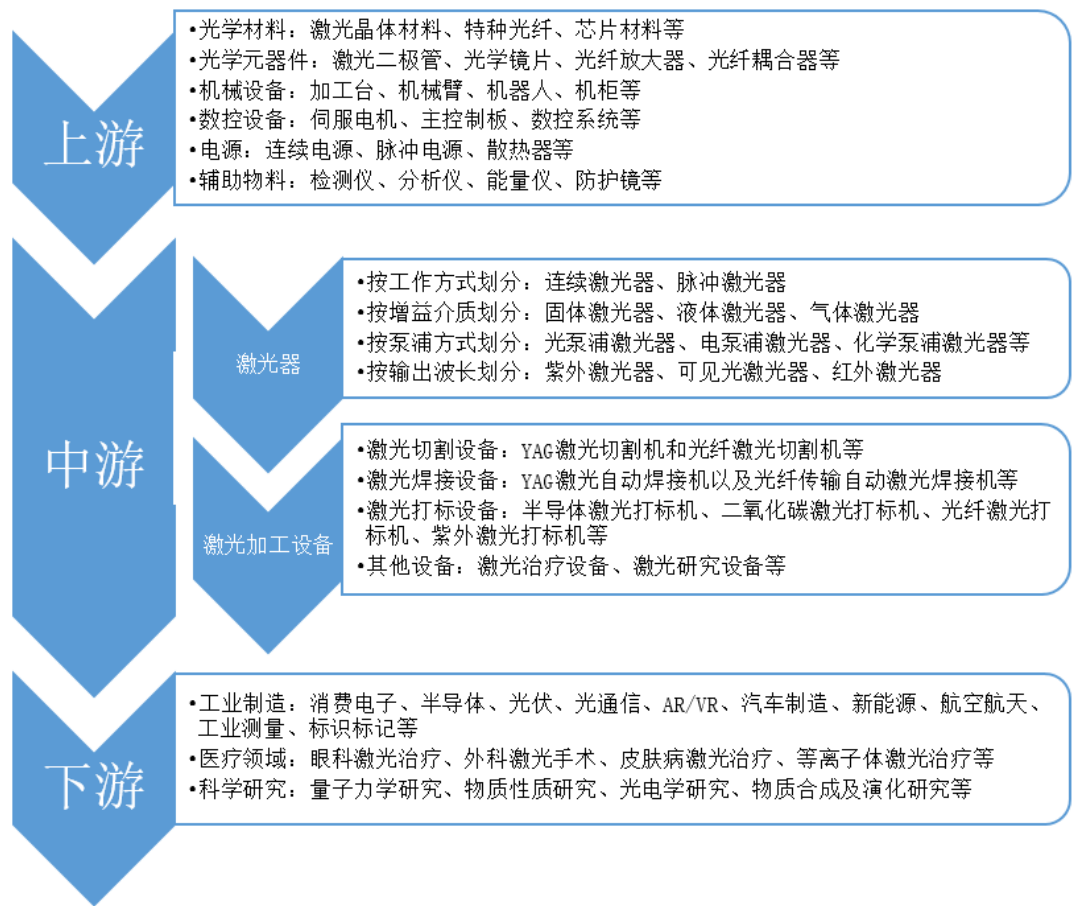 上游
•光学材料：激光晶体材料、特种光纤、芯片材料等
•光学元器件：激光二极管、光学镜片、光纤放大器、光纤耦合器等
•机械设备：加工台、机械臂、机器人、机柜等
•数控设备：伺服电机、主控制板、数控系统等
•电源：连续电源、脉冲电源、散热器等
•辅助物料：检测仪、分析仪、能量仪、防护镜等
中游
激光器
•按工作方式划分：连续激光器、脉冲激光器
•按增益介质划分：固体激光器、液体激光器、气体激光器
•按泵浦方式划分：光泵浦激光器、电泵浦激光器、化学泵浦激光器等
•按输出波长划分：紫外激光器、可见光激光器、红外激光器
激光加工设备
•激光切割设备：YAG激光切割机和光纤激光切割机等
•激光焊接设备：YAG激光自动焊接机以及光纤传输自动激光焊接机等
•激光打标设备：半导体激光打标机、二氧化碳激光打标机、光纤激光打
标机、紫外激光打标机等
•其他设备：激光治疗设备、激光研究设备等
下游
•工业制造：消费电子、半导体、光伏、光通信、AR/VR、汽车制造、新能源、航空航天、
工业测量、标识标记等
•医疗领域：眼科激光治疗、外科激光手术、皮肤病激光治疗、等离子体激光治疗等
•科学研究：量子力学研究、物质性质研究、光电学研究、物质合成及演化研究等